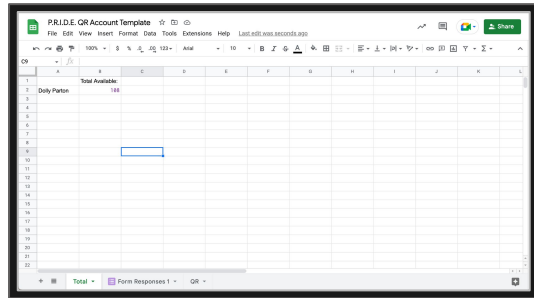 P.R.I.D.E. QR Account Template
File Edit View Insert Format Data Tools Extensions Help Last edit was seconds ago
Share
100% $ % .0 .00 123 Arial 10 B I S A
C9 fx
A B C D E F G H I J K L
1 Total Available:
2 Dolly Parton 188
3
4
5
6
7
8
9
10
11
12
13
14
15
16
17
18
19
20
21
22
Total Form Responses 1 QR